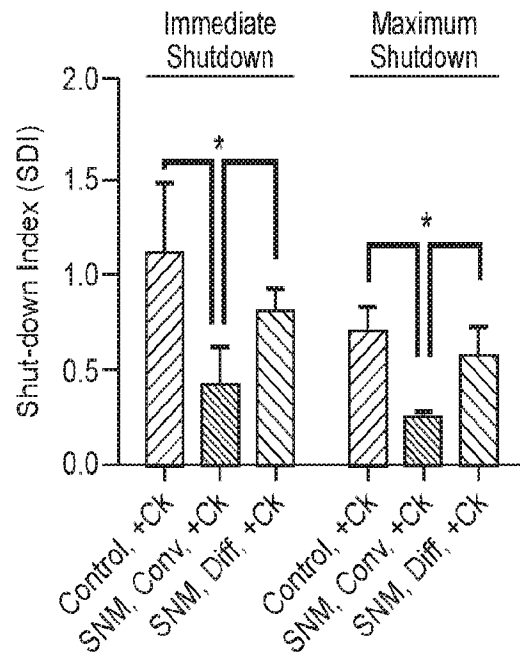 Immediate
Shutdown
Maximum
Shutdown
Shut-down Index (SDI)
2.0
1.5
1.0
0.5
0.0
*
*
Control, +Ck
SNM, Conv, +Ck
SNM, Diff, +Ck
Control, +Ck
SNM, Conv, +Ck
SNM, Diff, +Ck